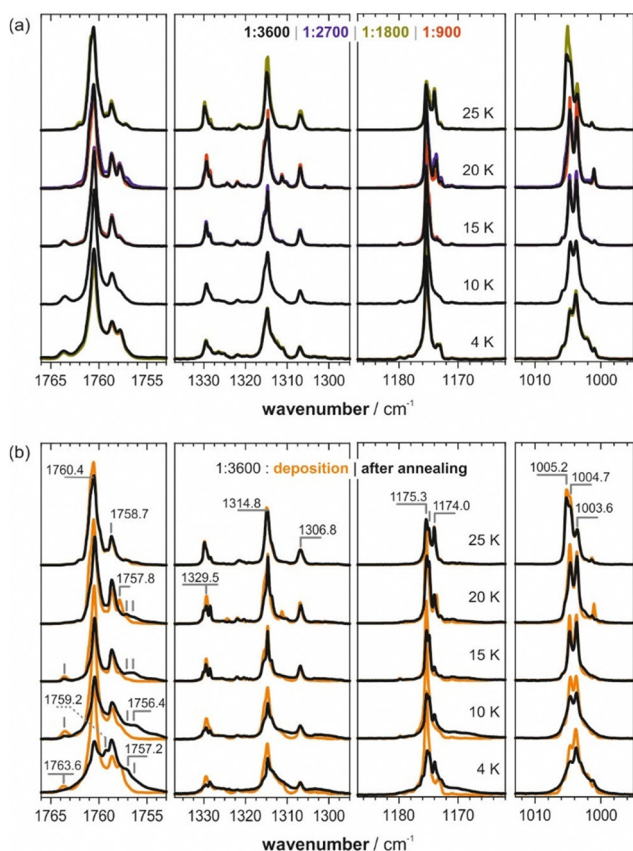 (a)
1:3600 | 1:2700 | 1:1800 | 1:900
25 K
20 K
15 K
10 K
4 K
1765 1760 1755 1330 1320 1310 1300 1180 1170 1010 1000
wavenumber / cm⁻¹
(b)
1:3600 : deposition | after annealing
1760.4
1758.7
1757.8
1759.2
1756.4
1763.6
1757.2
1314.8
1306.8
1329.5
1175.3
1174.0
1005.2
1004.7
1003.6
25 K
20 K
15 K
10 K
4 K
1765 1760 1755 1330 1320 1310 1300 1180 1170 1010 1000
wavenumber / cm⁻¹